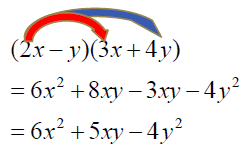 (2x − y)(3x + 4y)
= 6x² + 8xy − 3xy − 4y²
= 6x² + 5xy − 4y²